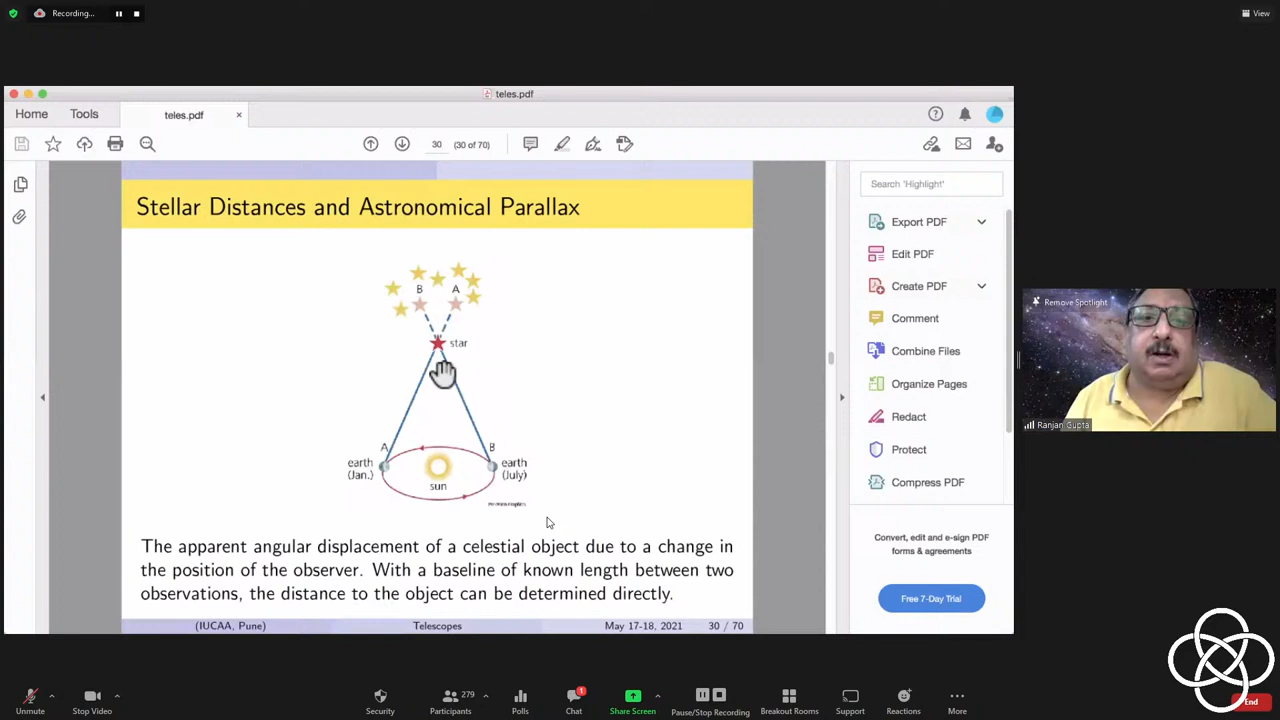 Recording...
View
teles.pdf
Home
Tools
teles.pdf
×
30
(30 of 70)
Search 'Highlight'
Stellar Distances and Astronomical Parallax
B
A
star
A
B
earth
(Jan.)
earth
(July)
sun
The apparent angular displacement of a celestial object due to a change in
the position of the observer. With a baseline of known length between two
observations, the distance to the object can be determined directly.
(IUCAA, Pune)
Telescopes
May 17-18, 2021
30 / 70
Export PDF
Edit PDF
Create PDF
Comment
Combine Files
Organize Pages
Redact
Protect
Compress PDF
Convert, edit and e-sign PDF
forms & agreements
Free 7-Day Trial
Remove Spotlight
Ranjan Gupta
Unmute
Stop Video
Security
Participants
279
Polls
Chat
1
Share Screen
Pause/Stop Recording
Breakout Rooms
Support
Reactions
More
End